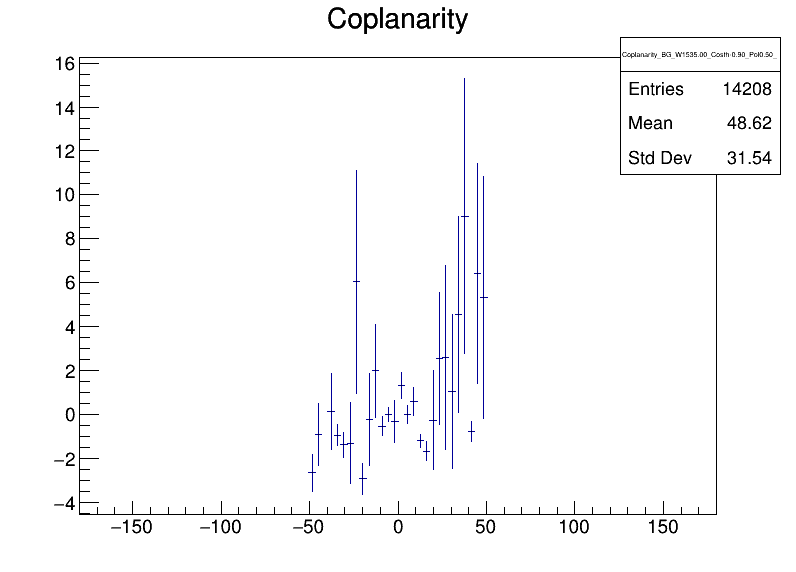 Coplanarity
Coplanarity_BG_W1535.00_Costh-0.90_Pol0.50_
Entries 14208
Mean 48.62
Std Dev 31.54
16
14
12
10
8
6
4
2
0
−2
−4
−150 −100 −50 0 50 100 150